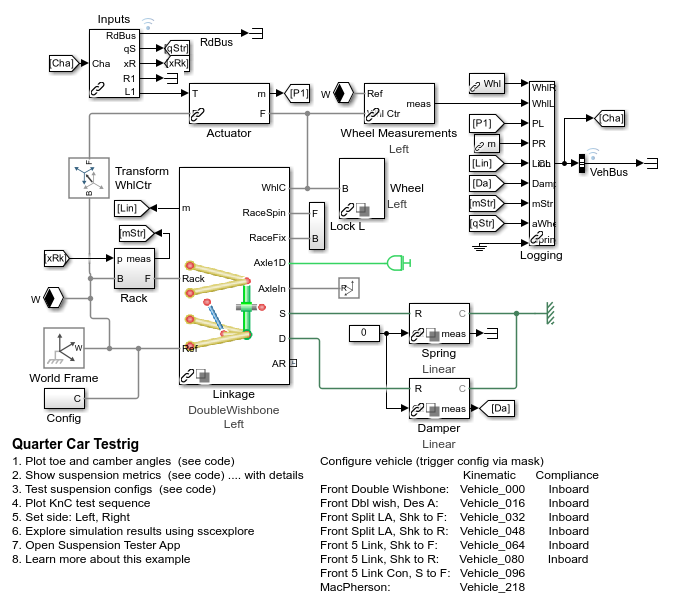 Inputs
RdBus
qS
xR
R1
L1
Cha
[Cha]
[qStr]
[xRk]
RdBus
T
m
F
Actuator
[P1]
W
Ref
meas
Whl Ctr
Wheel Measurements
Left
Whl
[P1]
m
[Lin]
[Da]
[mStr]
[qStr]
WhlR
WhlL
PL
PR
Lin
Damp
mStr
aWhe
Logging
[Cha]
VehBus
F
B
Transform
WhlCtr
[Lin]
[mStr]
[xRk]
p
meas
B
F
Rack
W
W
World Frame
C
Config
m
Rack
Ref
WhlC
RaceSpin
RaceFix
Axle1D
AxleIn
S
D
AR
Linkage
DoubleWishbone
Left
B
Wheel
Left
F
B
Lock L
R
0
R
C
meas
Spring
Linear
R
C
meas
Damper
Linear
[Da]
Quarter Car Testrig
1. Plot toe and camber angles (see code)
2. Show suspension metrics (see code) .... with details
3. Test suspension configs (see code)
4. Plot KnC test sequence
5. Set side: Left, Right
6. Explore simulation results using sscexplore
7. Open Suspension Tester App
8. Learn more about this example
Configure vehicle (trigger config via mask)
Kinematic Compliance
Front Double Wishbone: Vehicle_000 Inboard
Front Dbl wish, Des A: Vehicle_016 Inboard
Front Split LA, Shk to F: Vehicle_032 Inboard
Front Split LA, Shk to R: Vehicle_048 Inboard
Front 5 Link, Shk to F: Vehicle_064 Inboard
Front 5 Link, Shk to R: Vehicle_080 Inboard
Front 5 Link Con, S to F: Vehicle_096
MacPherson: Vehicle_218